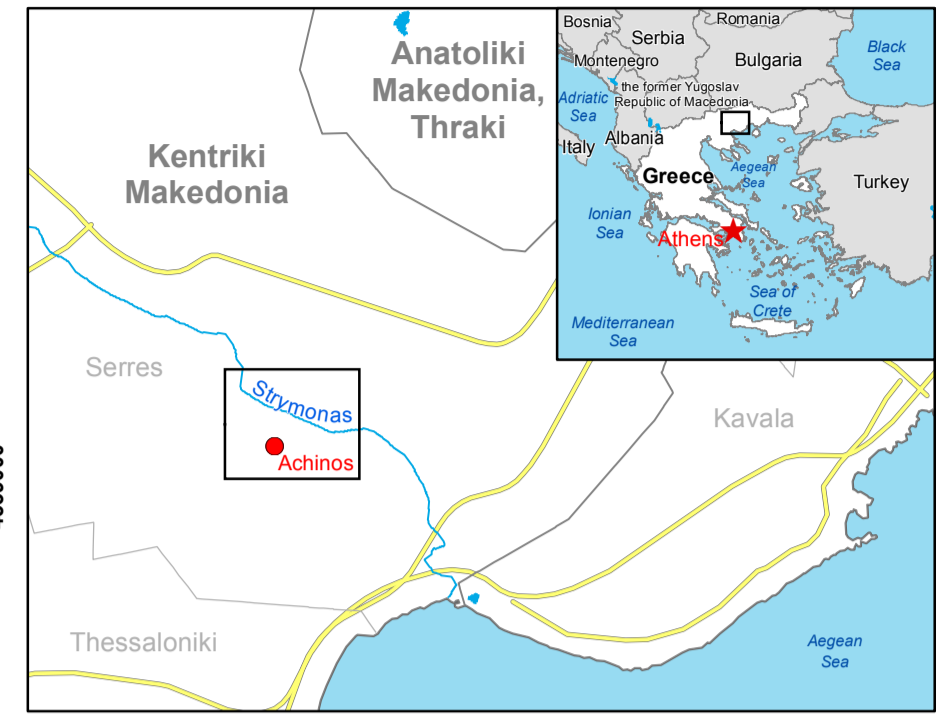 Anatoliki
Makedonia,
Thraki
Kentriki
Makedonia
Serres
Strymonas
Achinos
Kavala
Thessaloniki
Aegean
Sea
Bosnia
Romania
Serbia
Black
Sea
Montenegro
Bulgaria
the former Yugoslav
Republic of Macedonia
Adriatic
Sea
Albania
Italy
Greece
Aegean
Sea
Turkey
Ionian
Sea
Athens
Sea of
Crete
Mediterranean
Sea